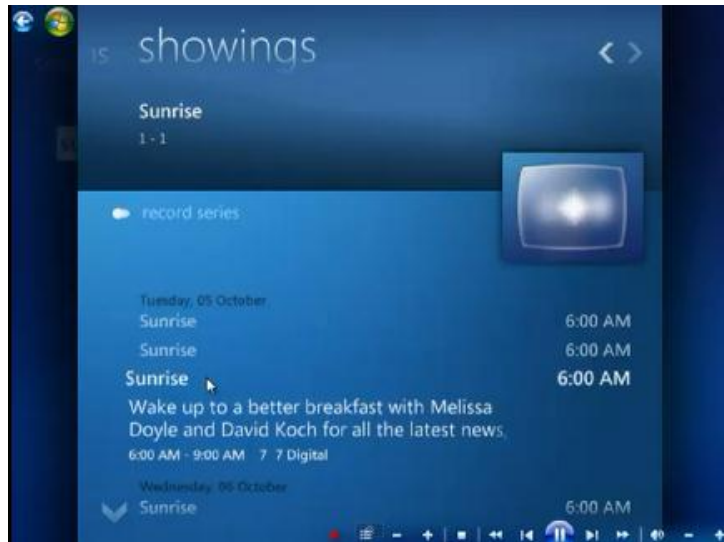 showings
Sunrise
1 - 1
record series
Tuesday, 05 October
Sunrise 6:00 AM
Sunrise 6:00 AM
Sunrise 6:00 AM
Wake up to a better breakfast with Melissa
Doyle and David Koch for all the latest news,
6:00 AM - 9:00 AM 7 7 Digital
Wednesday, 06 October
Sunrise 6:00 AM